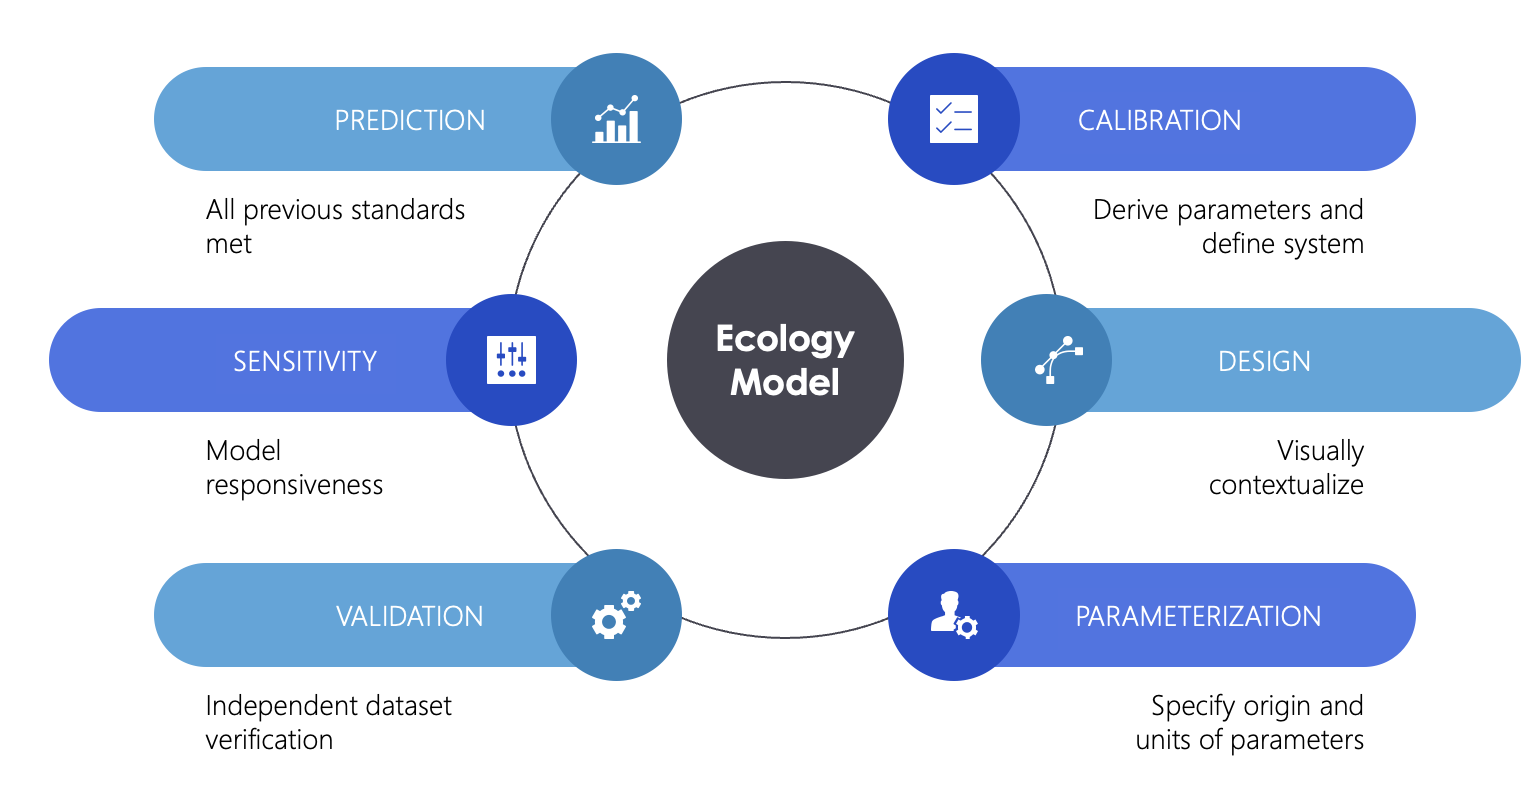 PREDICTION
All previous standards
met
SENSITIVITY
Model
responsiveness
VALIDATION
Independent dataset
verification
Ecology
Model
CALIBRATION
Derive parameters and
define system
DESIGN
Visually
contextualize
PARAMETERIZATION
Specify origin and
units of parameters